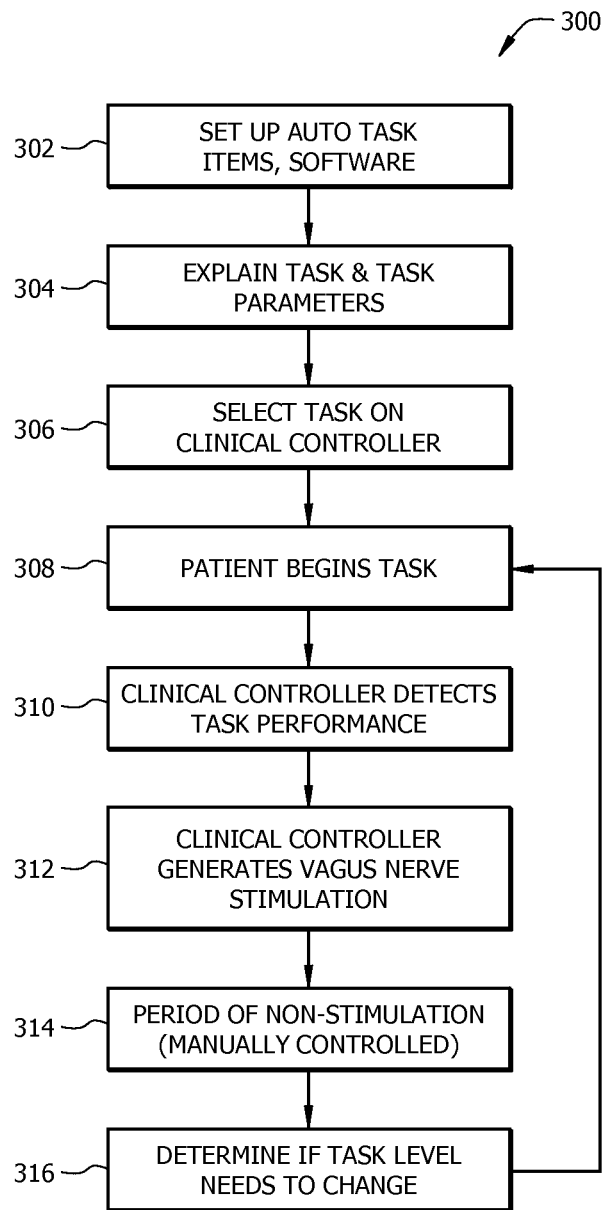 300
302
SET UP AUTO TASK
ITEMS, SOFTWARE
304
EXPLAIN TASK & TASK
PARAMETERS
306
SELECT TASK ON
CLINICAL CONTROLLER
308
PATIENT BEGINS TASK
310
CLINICAL CONTROLLER DETECTS
TASK PERFORMANCE
312
CLINICAL CONTROLLER
GENERATES VAGUS NERVE
STIMULATION
314
PERIOD OF NON-STIMULATION
(MANUALLY CONTROLLED)
316
DETERMINE IF TASK LEVEL
NEEDS TO CHANGE